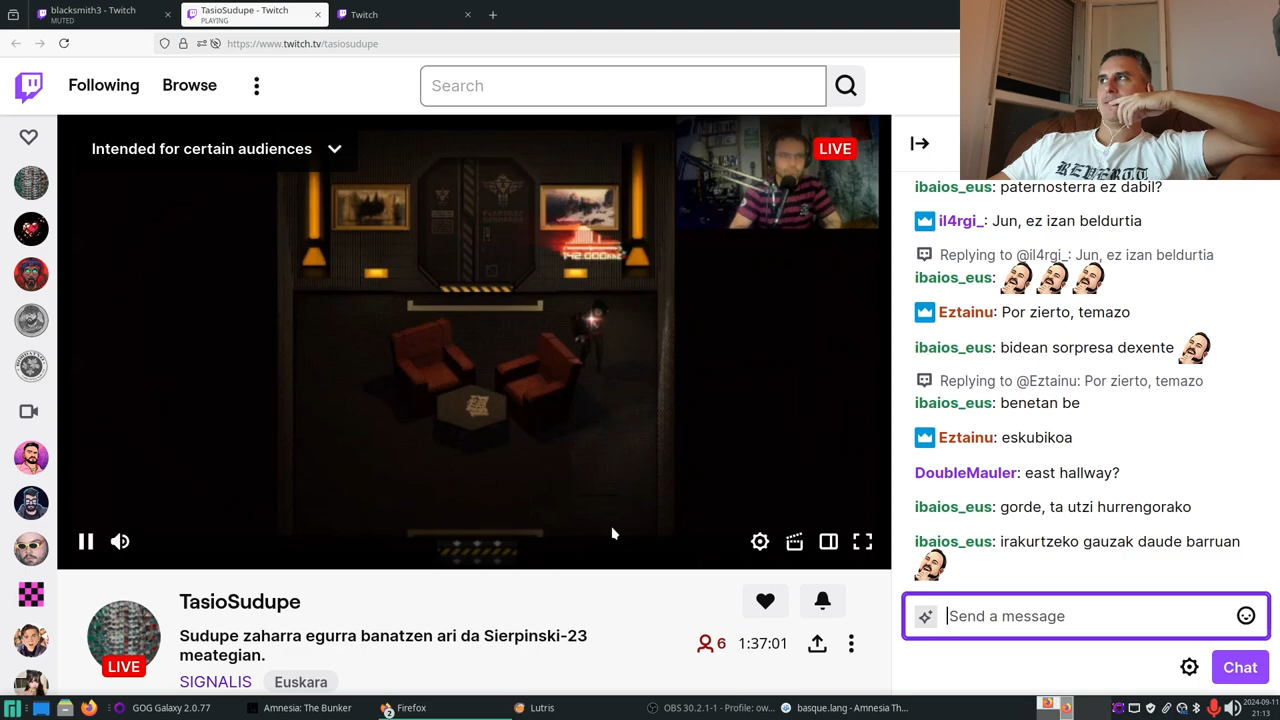 blacksmith3 - Twitch
MUTED
TasioSudupe - Twitch
PLAYING
Twitch
https://www.twitch.tv/tasiosudupe
Following
Browse
Search
Intended for certain audiences
LIVE
142.000
ibaios_eus: paternosterra ez dabil?
il4rgi_: Jun, ez izan beldurtia
Replying to @il4rgi_: Jun, ez izan beldurtia
ibaios_eus:
Eztainu: Por zierto, temazo
ibaios_eus: bidean sorpresa dexente
Replying to @Eztainu: Por zierto, temazo
ibaios_eus: benetan be
Eztainu: eskubikoa
DoubleMauler: east hallway?
ibaios_eus: gorde, ta utzi hurrengorako
ibaios_eus: irakurtzeko gauzak daude barruan
Send a message
Chat
TasioSudupe
Sudupe zaharra egurra banatzen ari da Sierpinski-23
meategian.
SIGNALIS
Euskara
LIVE
6
1:37:01
GOG Galaxy 2.0.77
Amnesia: The Bunker
2
Firefox
Lutris
OBS 30.2.1-1 - Profile: ow...
basque.lang - Amnesia Th...
2024-09-11
21:13